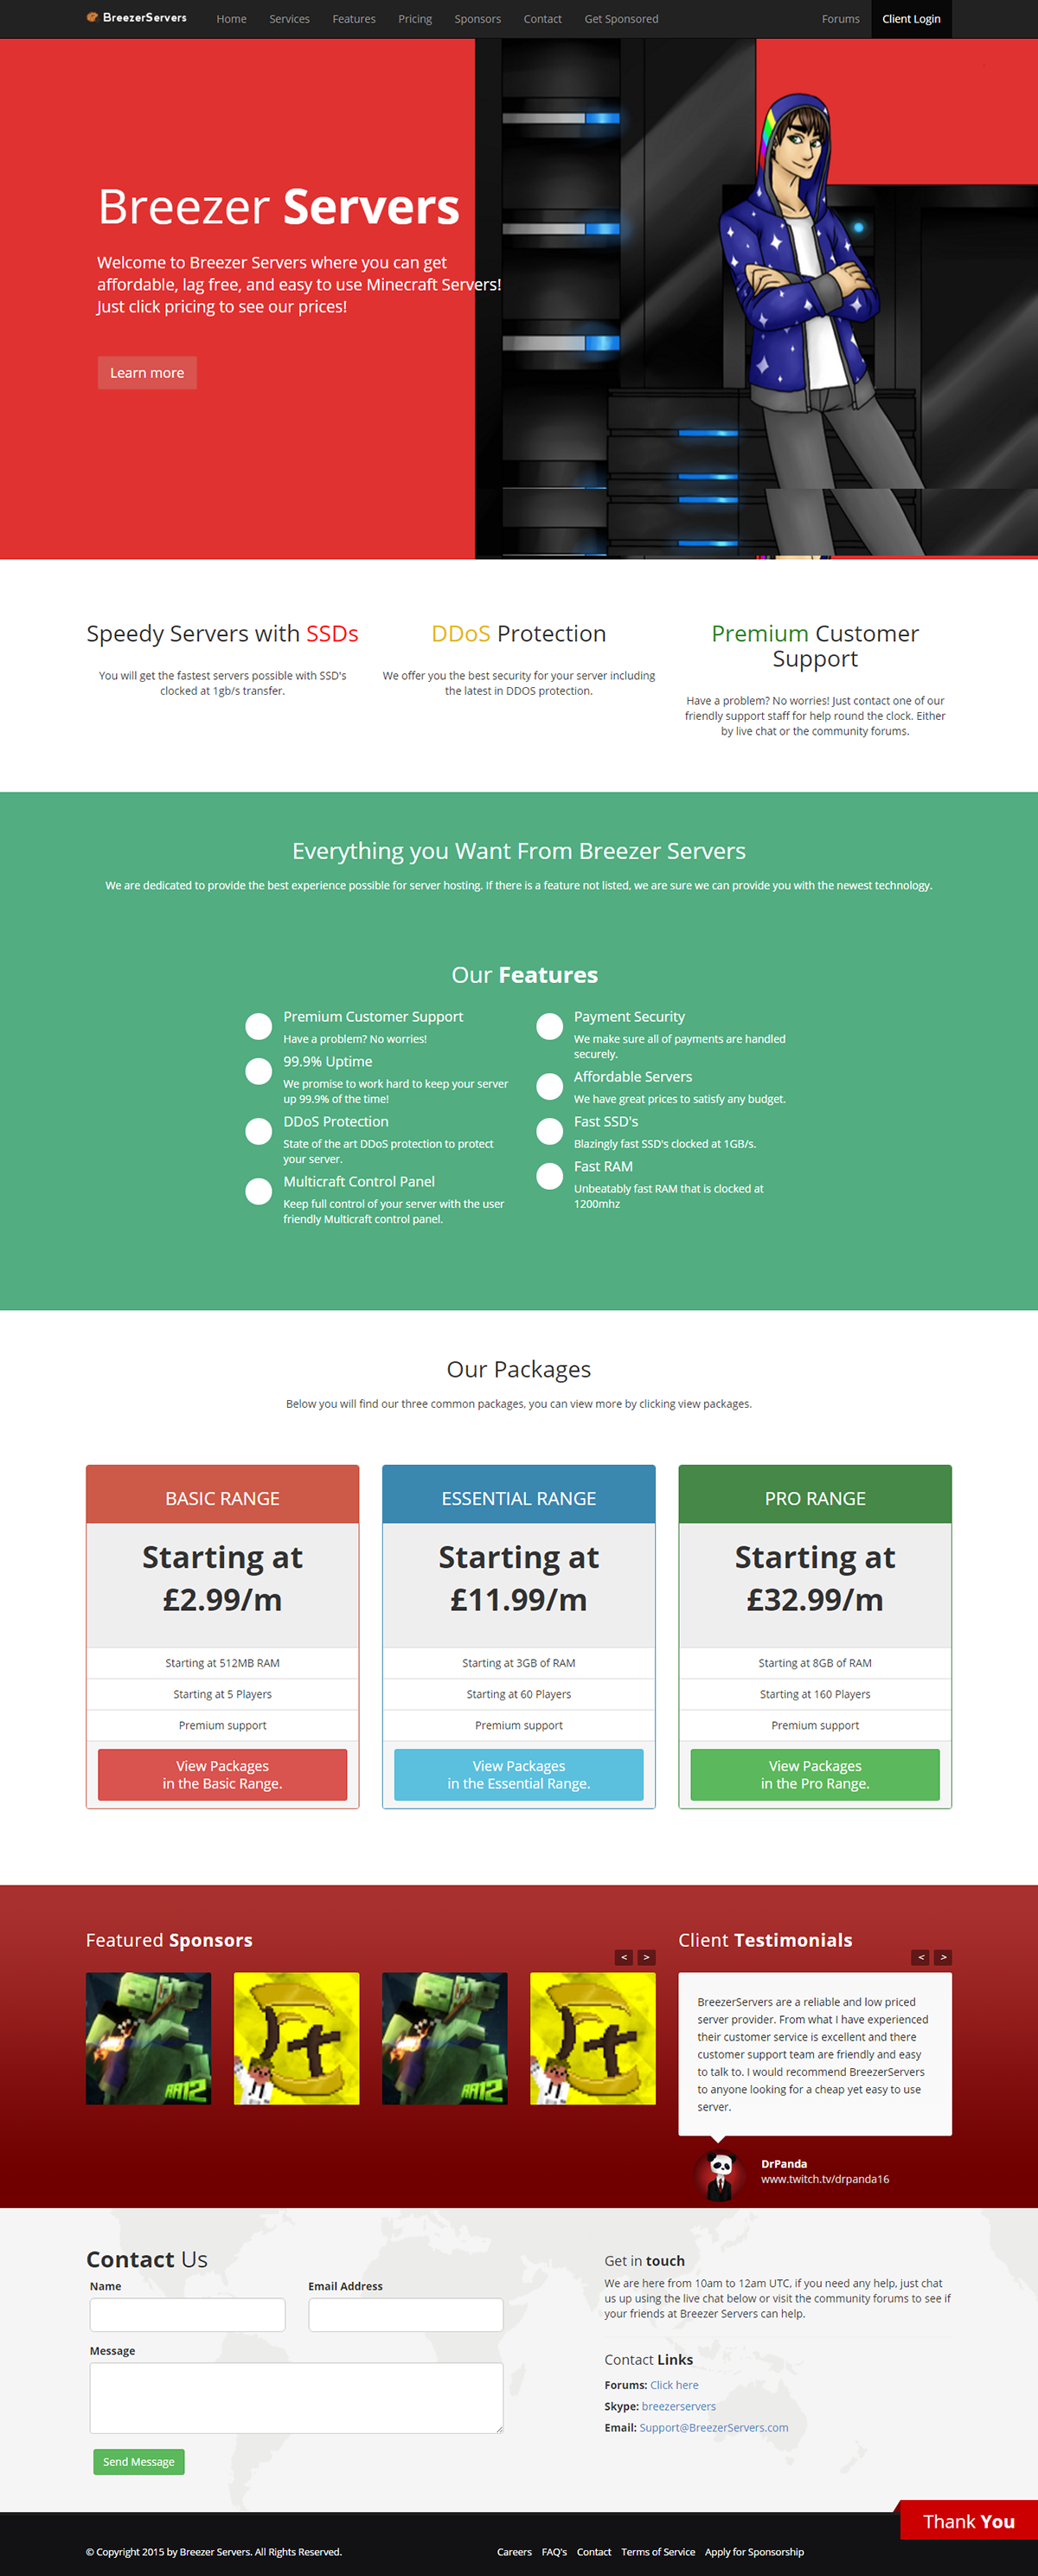 BreezerServers
Home Services Features Pricing Sponsors Contact Get Sponsored Forums Client Login
Breezer Servers
Welcome to Breezer Servers where you can get
affordable, lag free, and easy to use Minecraft Servers!
Just click pricing to see our prices!
Learn more
Speedy Servers with SSDs
You will get the fastest servers possible with SSD's
clocked at 1gb/s transfer.
DDoS Protection
We offer you the best security for your server including
the latest in DDOS protection.
Premium Customer
Support
Have a problem? No worries! Just contact one of our
friendly support staff for help round the clock. Either
by live chat or the community forums.
Everything you Want From Breezer Servers
We are dedicated to provide the best experience possible for server hosting. If there is a feature not listed, we are sure we can provide you with the newest technology.
Our Features
Premium Customer Support
Have a problem? No worries!
99.9% Uptime
We promise to work hard to keep your server
up 99.9% of the time!
DDoS Protection
State of the art DDoS protection to protect
your server.
Multicraft Control Panel
Keep full control of your server with the user
friendly Multicraft control panel.
Payment Security
We make sure all of payments are handled
securely.
Affordable Servers
We have great prices to satisfy any budget.
Fast SSD's
Blazingly fast SSD's clocked at 1GB/s.
Fast RAM
Unbeatably fast RAM that is clocked at
1200mhz
Our Packages
Below you will find our three common packages, you can view more by clicking view packages.
BASIC RANGE
Starting at
£2.99/m
Starting at 512MB RAM
Starting at 5 Players
Premium support
View Packages
in the Basic Range.
ESSENTIAL RANGE
Starting at
£11.99/m
Starting at 3GB of RAM
Starting at 60 Players
Premium support
View Packages
in the Essential Range.
PRO RANGE
Starting at
£32.99/m
Starting at 8GB of RAM
Starting at 160 Players
Premium support
View Packages
in the Pro Range.
Featured Sponsors
< >
AA12
AA12
Client Testimonials
< >
BreezerServers are a reliable and low priced
server provider. From what I have experienced
their customer service is excellent and there
customer support team are friendly and easy
to talk to. I would recommend BreezerServers
to anyone looking for a cheap yet easy to use
server.
DrPanda
www.twitch.tv/drpanda16
Contact Us
Name
Email Address
Message
Send Message
Get in touch
We are here from 10am to 12am UTC, if you need any help, just chat
us up using the live chat below or visit the community forums to see if
your friends at Breezer Servers can help.
Contact Links
Forums: Click here
Skype: breezerservers
Email: Support@BreezerServers.com
Thank You
© Copyright 2015 by Breezer Servers. All Rights Reserved.
Careers FAQ's Contact Terms of Service Apply for Sponsorship